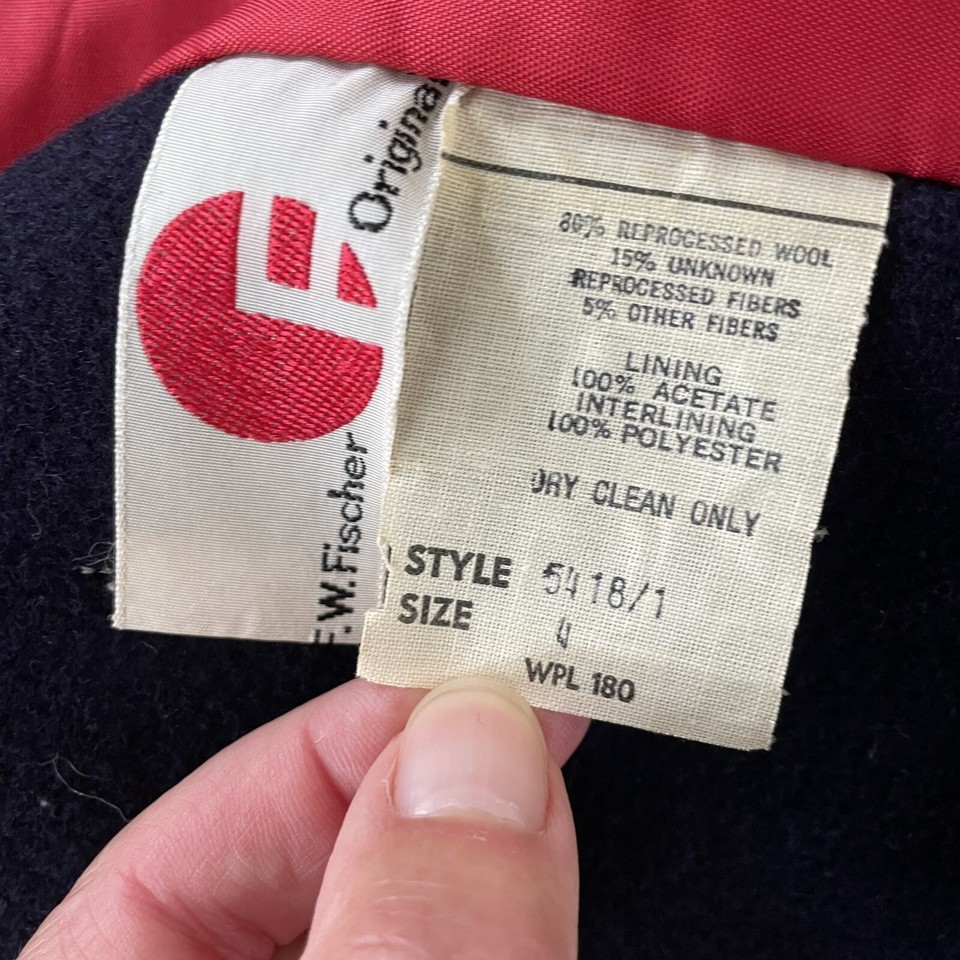 Original
F.W.Fischer
80% REPROCESSED WOOL
15% UNKNOWN
REPROCESSED FIBERS
5% OTHER FIBERS
LINING
100% ACETATE
INTERLINING
100% POLYESTER
DRY CLEAN ONLY
STYLE 5418/1
SIZE 4
WPL 180